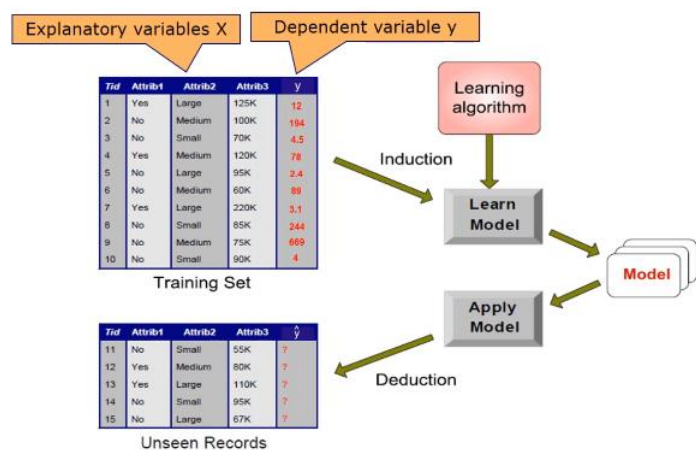 Explanatory variables X
Dependent variable y
Tid Attrib1 Attrib2 Attrib3 y
1 Yes Large 125K 12
2 No Medium 100K 194
3 No Small 70K 4.5
4 Yes Medium 120K 78
5 No Large 95K 2.4
6 No Medium 60K 89
7 Yes Large 220K 3.1
8 No Small 85K 244
9 No Medium 75K 669
10 No Small 90K 4
Training Set
Learning
algorithm
Induction
Learn
Model
Model
Apply
Model
Deduction
Tid Attrib1 Attrib2 Attrib3 ŷ
11 No Small 55K ?
12 Yes Medium 80K ?
13 Yes Large 110K ?
14 No Small 95K ?
15 No Large 67K ?
Unseen Records